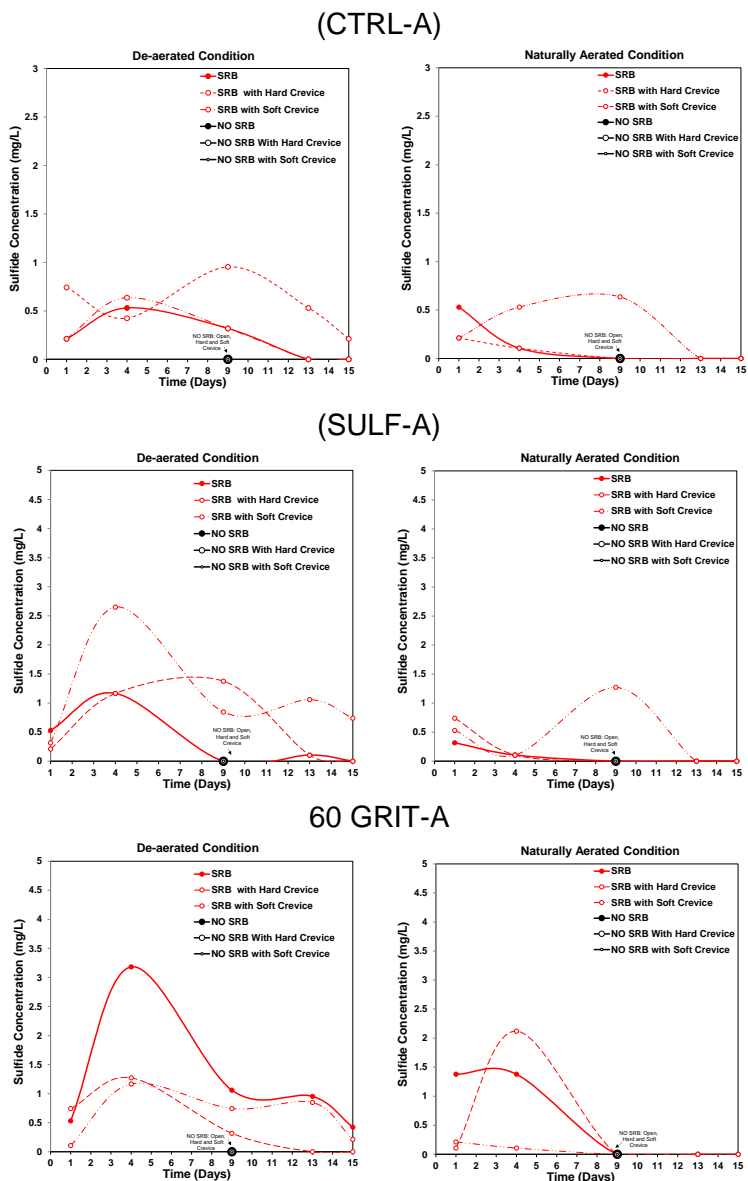 (CTRL-A)
De-aerated Condition
Sulfide Concentration (mg/L)
3
2.5
2
1.5
1
0.5
0
SRB
SRB with Hard Crevice
SRB with Soft Crevice
NO SRB
NO SRB With Hard Crevice
NO SRB with Soft Crevice
NO SRB: Open,
Hard and Soft
Crevice
0 1 2 3 4 5 6 7 8 9 10 11 12 13 14 15
Time (Days)
Naturally Aerated Condition
Sulfide Concentration (mg/L)
3
2.5
2
1.5
1
0.5
0
SRB
SRB with Hard Crevice
SRB with Soft Crevice
NO SRB
NO SRB With Hard Crevice
NO SRB with Soft Crevice
NO SRB: Open,
Hard and Soft
Crevice
0 1 2 3 4 5 6 7 8 9 10 11 12 13 14 15
Time (Days)
(SULF-A)
De-aerated Condition
Sulfide Concentration (mg/L)
5
4.5
4
3.5
3
2.5
2
1.5
1
0.5
0
SRB
SRB with Hard Crevice
SRB with Soft Crevice
NO SRB
NO SRB With Hard Crevice
NO SRB with Soft Crevice
NO SRB: Open,
Hard and Soft
Crevice
1 2 3 4 5 6 7 8 9 10 11 12 13 14 15
Time (Days)
Naturally Aerated Condition
Sulfide Concentration (mg/L)
5
4.5
4
3.5
3
2.5
2
1.5
1
0.5
0
SRB
SRB with Hard Crevice
SRB with Soft Crevice
NO SRB
NO SRB With Hard Crevice
NO SRB with Soft Crevice
NO SRB: Open,
Hard and Soft
Crevice
0 1 2 3 4 5 6 7 8 9 10 11 12 13 14 15
Time (Days)
60 GRIT-A
De-aerated Condition
Sulfide Concentration (mg/L)
5
4.5
4
3.5
3
2.5
2
1.5
1
0.5
0
SRB
SRB with Hard Crevice
SRB with Soft Crevice
NO SRB
NO SRB With Hard Crevice
NO SRB with Soft Crevice
NO SRB: Open,
Hard and Soft
Crevice
0 1 2 3 4 5 6 7 8 9 10 11 12 13 14 15
Time (Days)
Naturally Aerated Condition
Sulfide Concentration (mg/L)
5
4.5
4
3.5
3
2.5
2
1.5
1
0.5
0
SRB
SRB with Hard Crevice
SRB with Soft Crevice
NO SRB
NO SRB With Hard Crevice
NO SRB with Soft Crevice
NO SRB: Open,
Hard and Soft
Crevice
0 1 2 3 4 5 6 7 8 9 10 11 12 13 14 15
Time (Days)